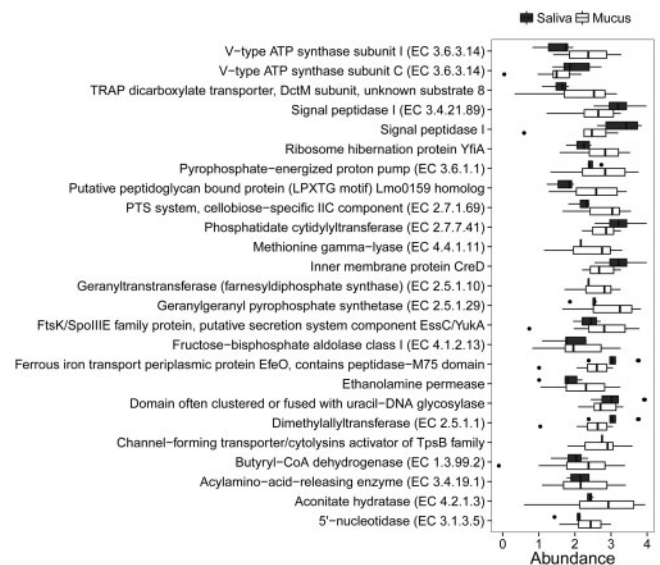 Saliva Mucus
V-type ATP synthase subunit I (EC 3.6.3.14)
V-type ATP synthase subunit C (EC 3.6.3.14)
TRAP dicarboxylate transporter, DctM subunit, unknown substrate 8
Signal peptidase I (EC 3.4.21.89)
Signal peptidase I
Ribosome hibernation protein YfiA
Pyrophosphate-energized proton pump (EC 3.6.1.1)
Putative peptidoglycan bound protein (LPXTG motif) Lmo0159 homolog
PTS system, cellobiose-specific IIC component (EC 2.7.1.69)
Phosphatidate cytidylyltransferase (EC 2.7.7.41)
Methionine gamma-lyase (EC 4.4.1.11)
Inner membrane protein CreD
Geranyltranstransferase (farnesyldiphosphate synthase) (EC 2.5.1.10)
Geranylgeranyl pyrophosphate synthetase (EC 2.5.1.29)
FtsK/SpoIIIE family protein, putative secretion system component EssC/YukA
Fructose-bisphosphate aldolase class I (EC 4.1.2.13)
Ferrous iron transport periplasmic protein EfeO, contains peptidase-M75 domain
Ethanolamine permease
Domain often clustered or fused with uracil-DNA glycosylase
Dimethylallyltransferase (EC 2.5.1.1)
Channel-forming transporter/cytolysins activator of TpsB family
Butyryl-CoA dehydrogenase (EC 1.3.99.2)
Acylamino-acid-releasing enzyme (EC 3.4.19.1)
Aconitate hydratase (EC 4.2.1.3)
5'-nucleotidase (EC 3.1.3.5)
0 1 2 3 4
Abundance